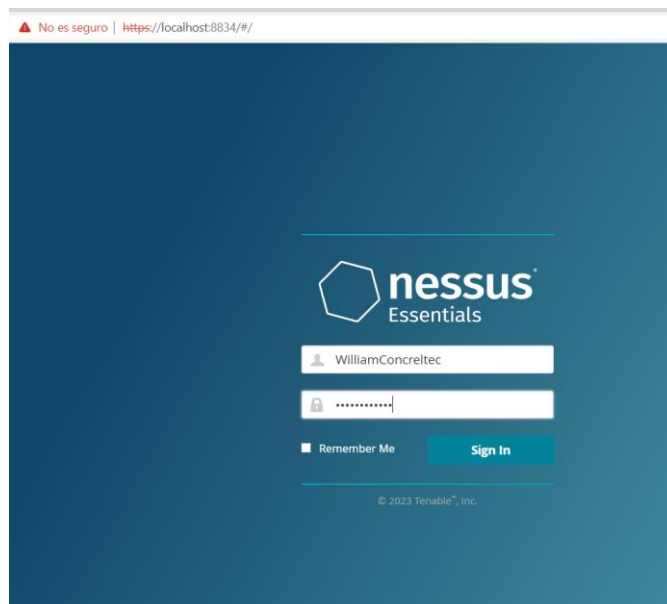 No es seguro | https://localhost:8834/#/
nessus
Essentials
WilliamConcreltec
••••••••••••
Remember Me
Sign In
© 2023 Tenable™, Inc.